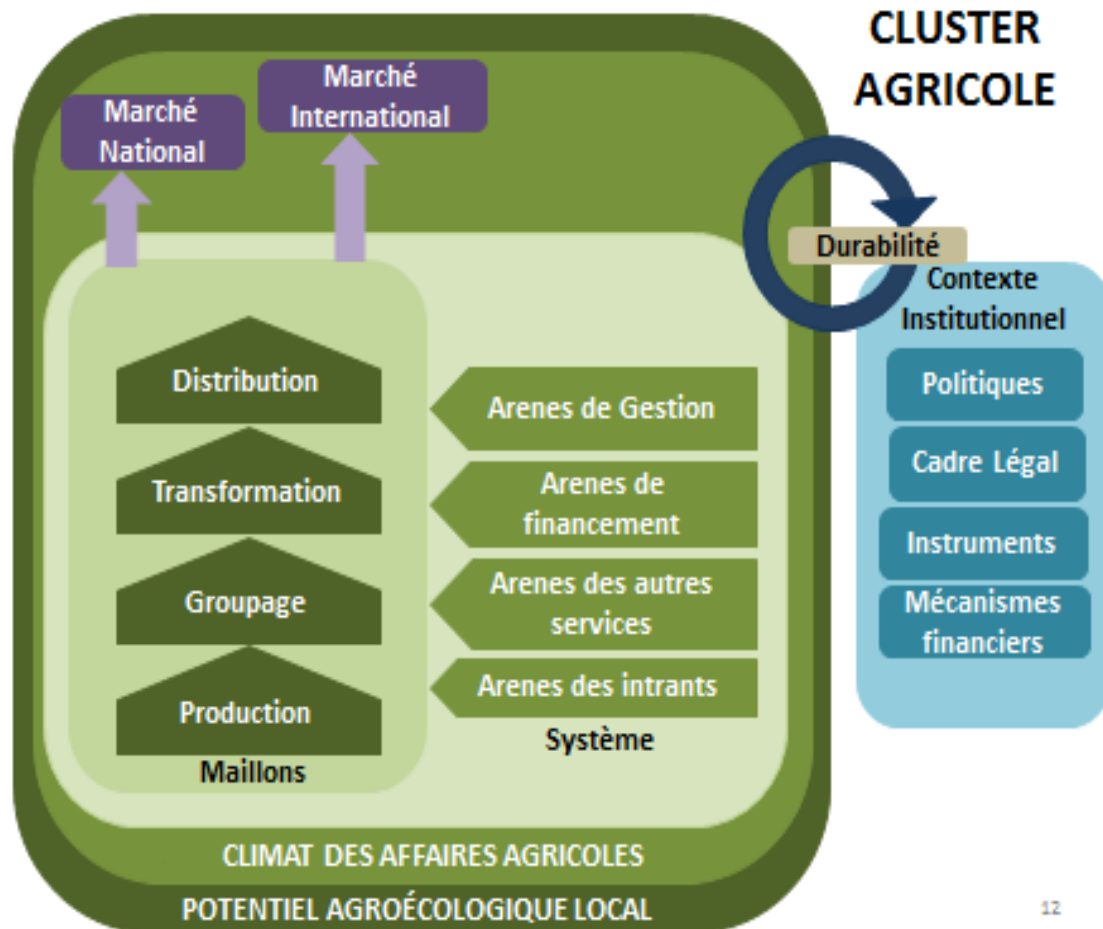 CLUSTER
AGRICOLE
Marché
National
Marché
International
Durabilité
Contexte
Institutionnel
Politiques
Cadre Légal
Instruments
Mécanismes
financiers
Distribution
Transformation
Groupage
Production
Maillons
Arenes de Gestion
Arenes de
financement
Arenes des autres
services
Arenes des intrants
Système
CLIMAT DES AFFAIRES AGRICOLES
POTENTIEL AGROÉCOLOGIQUE LOCAL
12